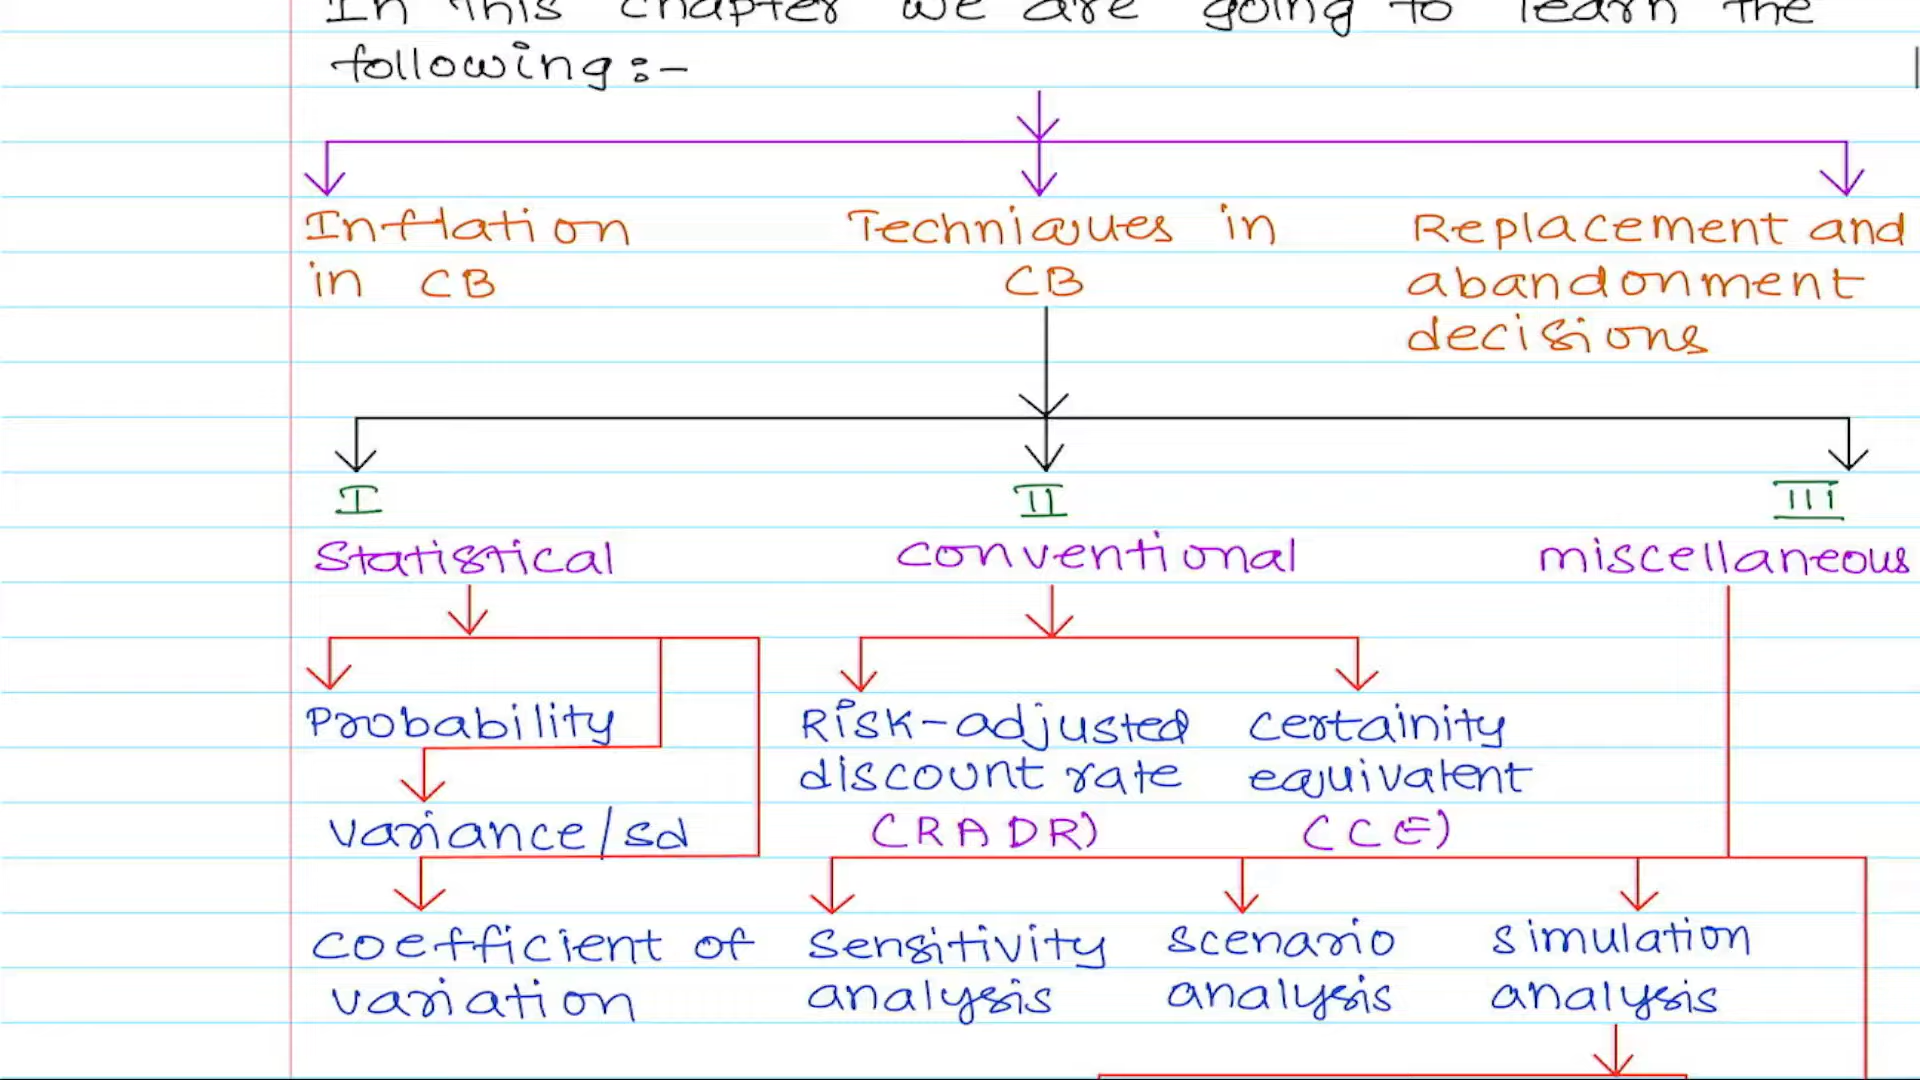 In this chapter we are going to learn the
following:-
Inflation
in CB
Techniques in
CB
Replacement and
abandonment
decisions
I
II
III
Statistical
conventional
miscellaneous
Probability
variance/sd
coefficient of
variation
Risk-adjusted
discount rate
(RADR)
certainity
equivalent
(CE)
sensitivity
analysis
scenario
analysis
simulation
analysis